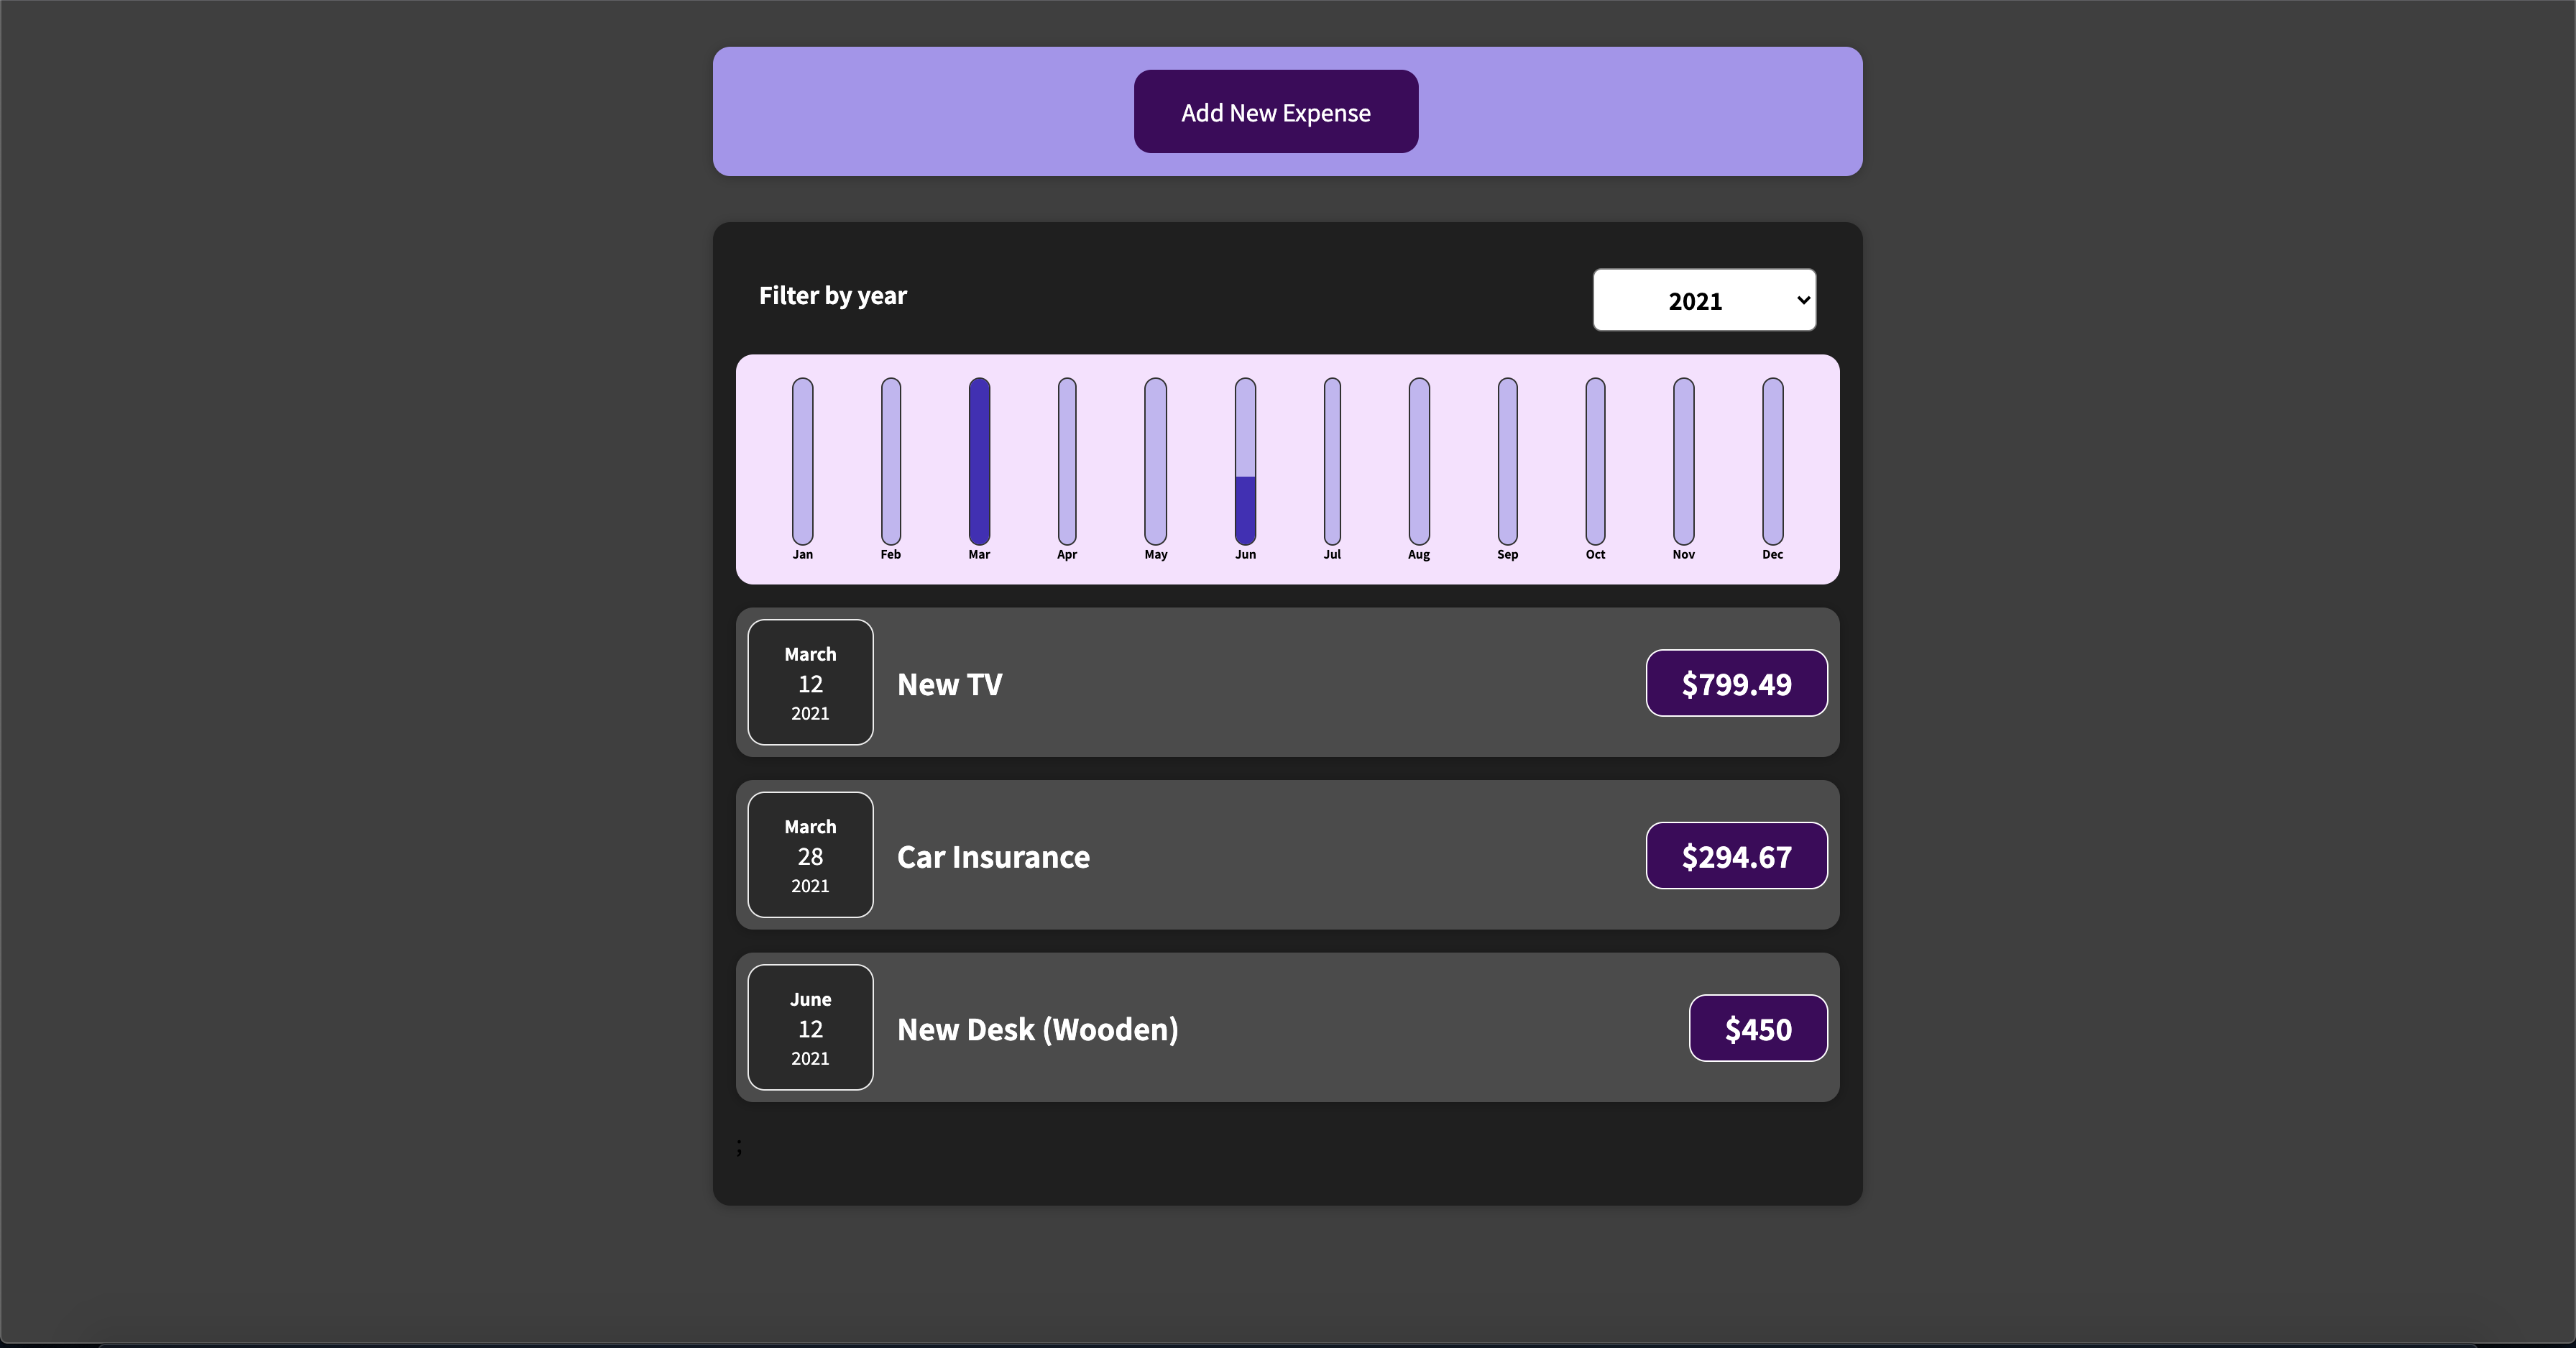 Add New Expense
Filter by year
2021
Jan Feb Mar Apr May Jun Jul Aug Sep Oct Nov Dec
March
12
2021
New TV
$799.49
March
28
2021
Car Insurance
$294.67
June
12
2021
New Desk (Wooden)
$450
;